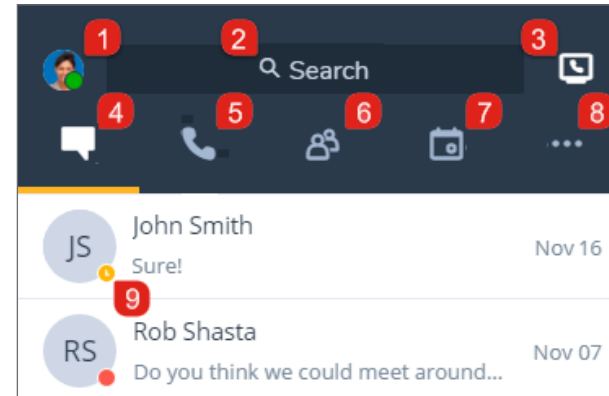 1 2 3
Search
4 5 6 7 8
JS John Smith Nov 16
Sure!
9
RS Rob Shasta Nov 07
Do you think we could meet around...